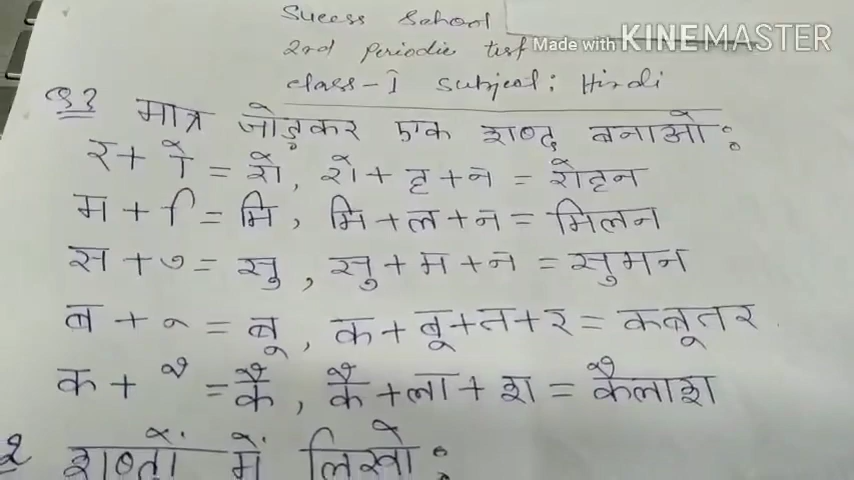 Sucess School
2nd Periodic test
Made with KINEMASTER
class-I Subject: Hindi
Q? मात्र जोड़कर एक शब्द बनाओ:
र + ो = रो, रो + ह + न = रोहन
म + ि = मि, मि + ल + न = मिलन
स + ु = सु, सु + म + न = सुमन
ब + ू = बू, क + बू + त + र = कबूतर
क + ै = कै, कै + ला + श = कैलाश
2 शब्तों में लिखो: